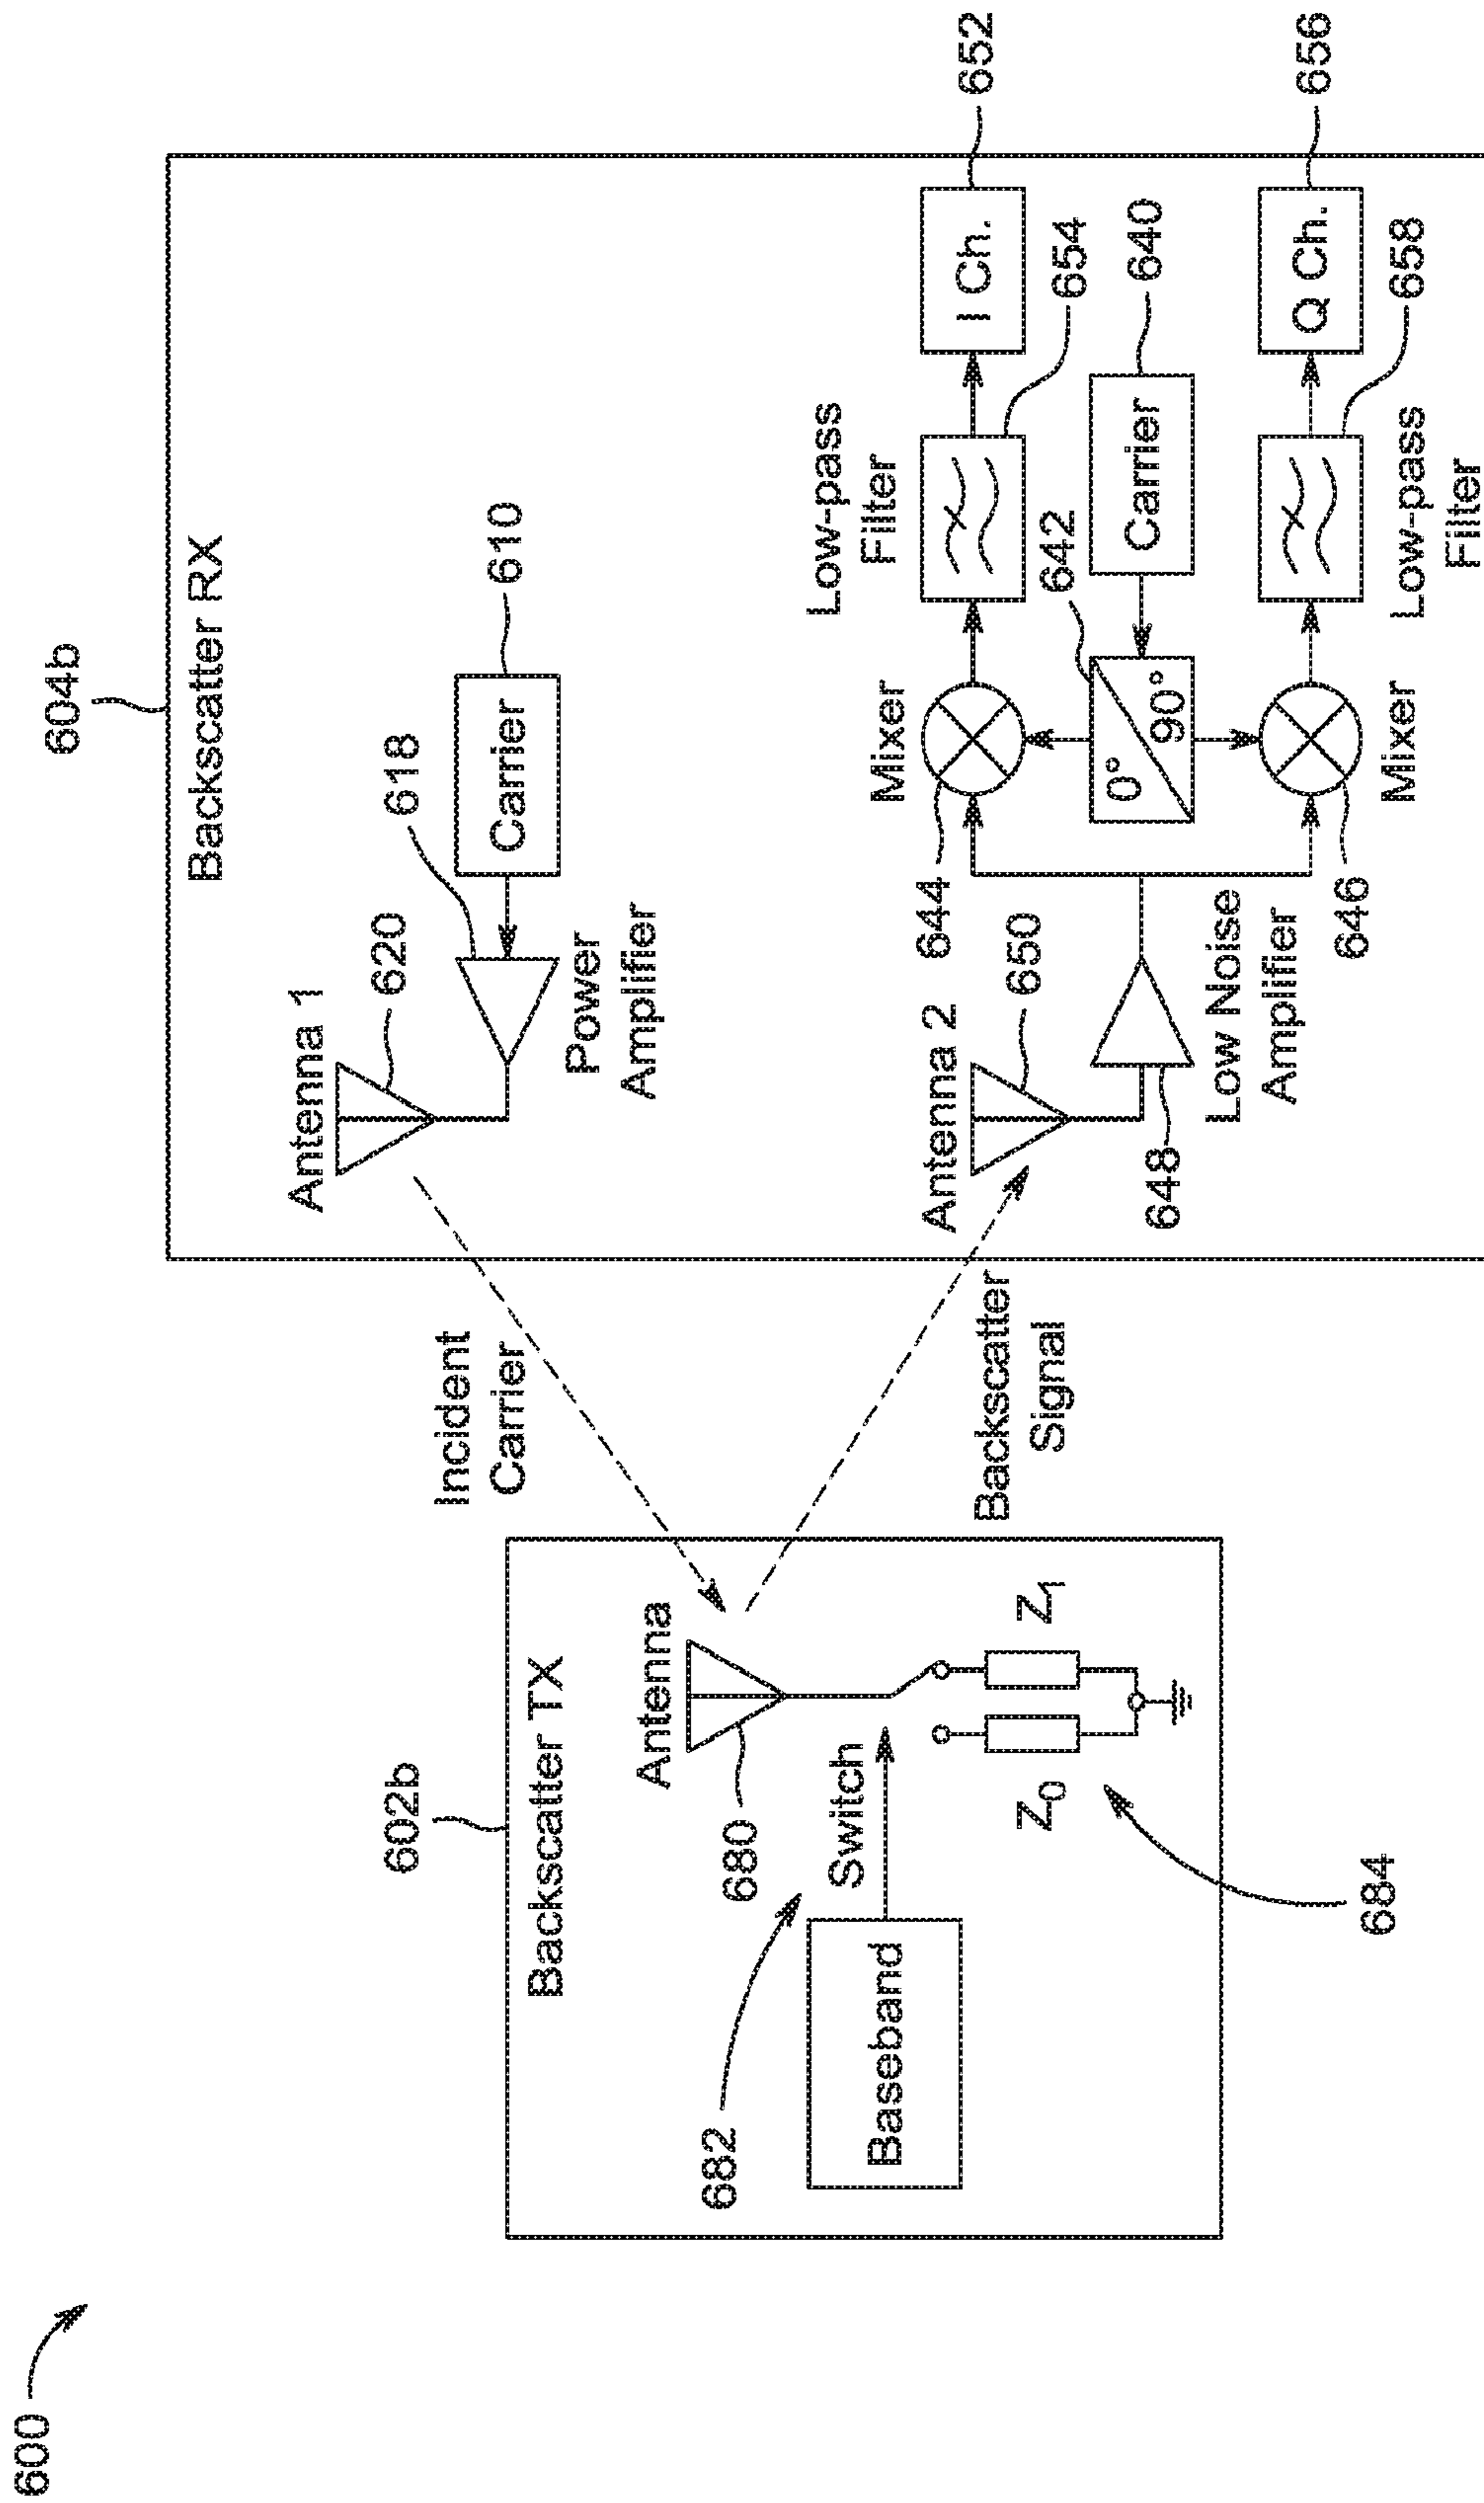 600
604b
Backscatter RX
602b
Backscatter TX
Antenna
680
682
Switch
Baseband
Z0
Z1
684
Incident
Carrier
Backscatter
Signal
Antenna 1
620
618
Carrier
610
Power
Amplifier
Antenna 2
650
648
Low Noise
Amplifier
644
Mixer
642
0°
90°
Carrier
640
646
Mixer
Low-pass
Filter
654
I Ch.
652
Low-pass
Filter
658
Q Ch.
656